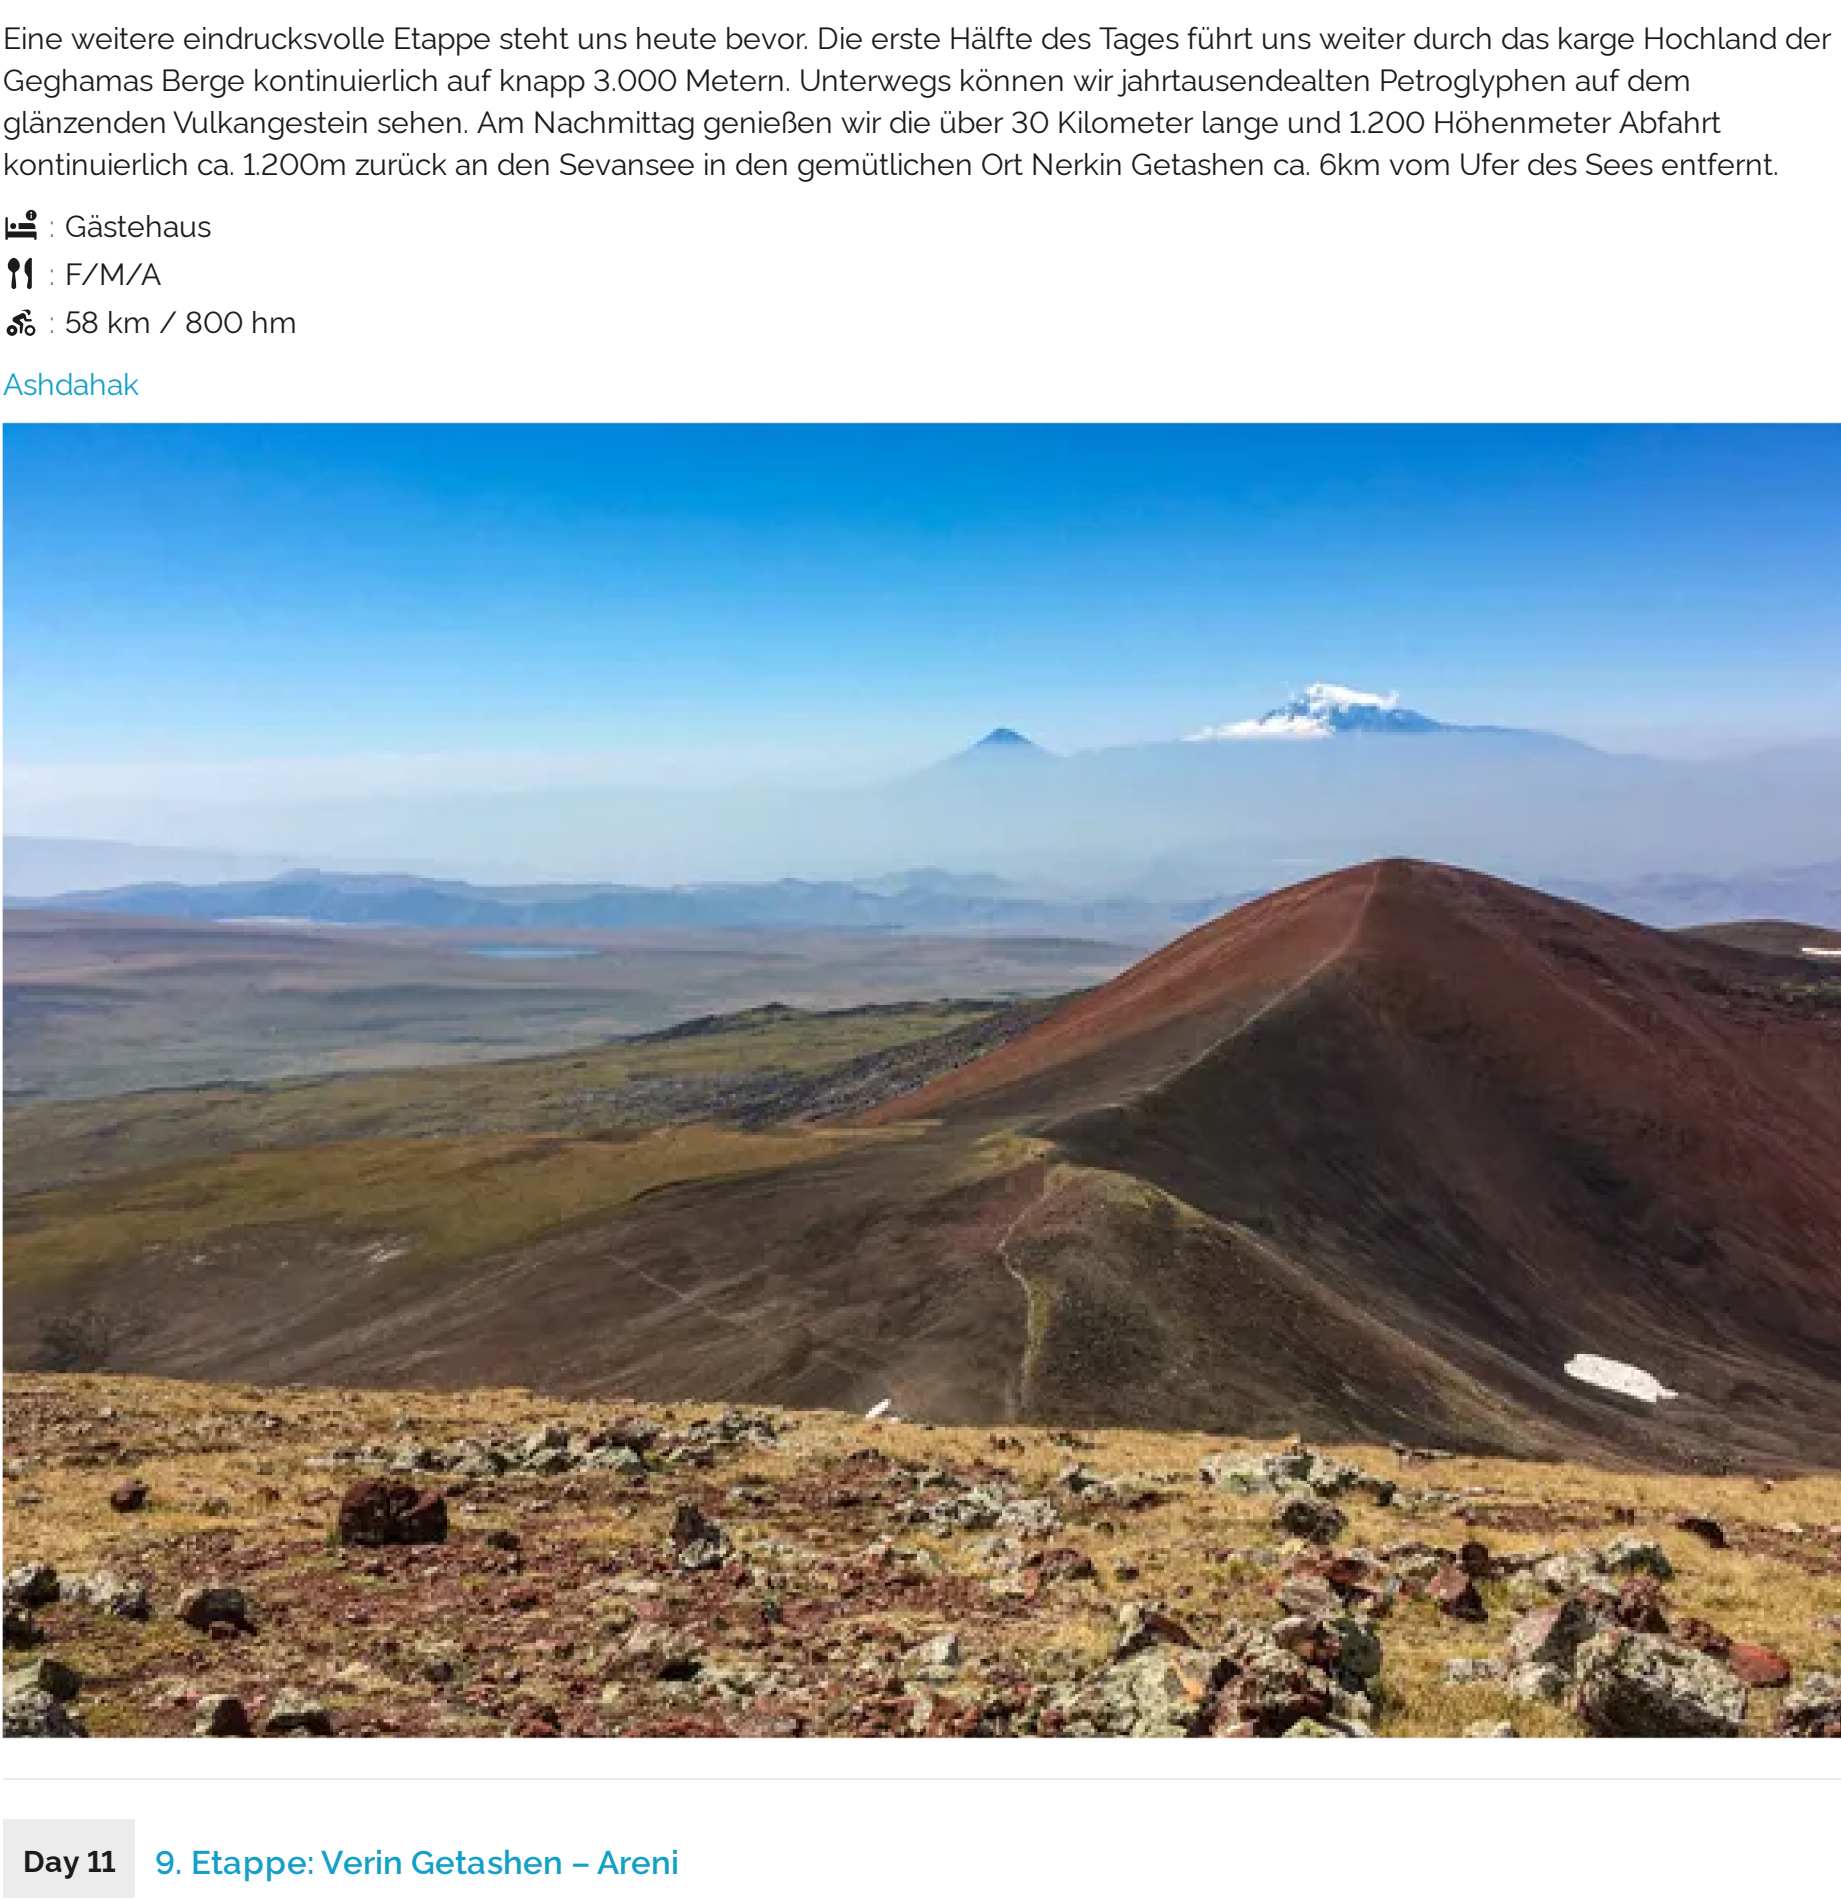 Eine weitere eindrucksvolle Etappe steht uns heute bevor. Die erste Hälfte des Tages führt uns weiter durch das karge Hochland der
Geghamas Berge kontinuierlich auf knapp 3.000 Metern. Unterwegs können wir jahrtausendealten Petroglyphen auf dem
glänzenden Vulkangestein sehen. Am Nachmittag genießen wir die über 30 Kilometer lange und 1.200 Höhenmeter Abfahrt
kontinuierlich ca. 1.200m zurück an den Sevansee in den gemütlichen Ort Nerkin Getashen ca. 6km vom Ufer des Sees entfernt.
: Gästehaus
: F/M/A
: 58 km / 800 hm
Ashdahak
Day 11
9. Etappe: Verin Getashen – Areni